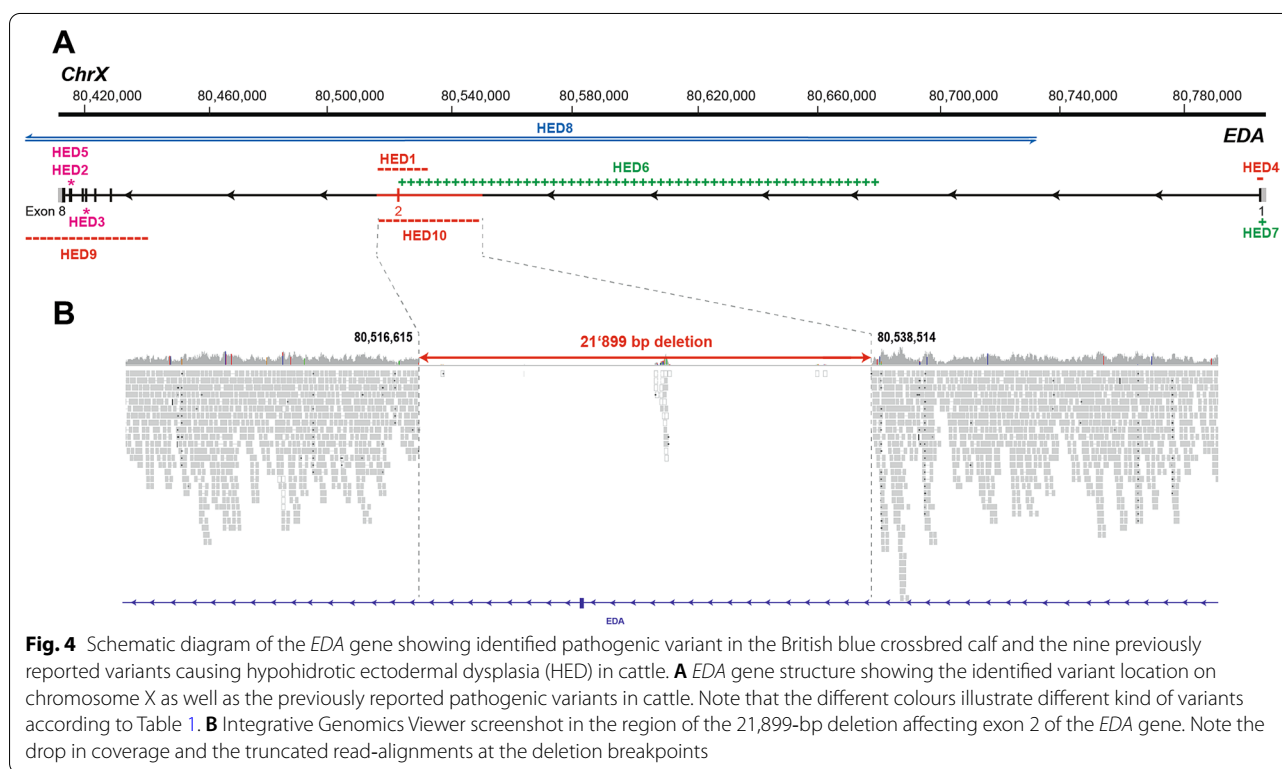 A
ChrX
80,420,000 80,460,000 80,500,000 80,540,000 80,580,000 80,620,000 80,660,000 80,700,000 80,740,000 80,780,000
HED8
EDA
HED5
HED2
*
HED1
HED6
HED4
Exon 8
*
HED3
2
1
HED10
HED7
HED9
B
80,516,615
21‘899 bp deletion
80,538,514
EDA
Fig. 4 Schematic diagram of the EDA gene showing identified pathogenic variant in the British blue crossbred calf and the nine previously
reported variants causing hypohidrotic ectodermal dysplasia (HED) in cattle. A EDA gene structure showing the identified variant location on
chromosome X as well as the previously reported pathogenic variants in cattle. Note that the different colours illustrate different kind of variants
according to Table 1. B Integrative Genomics Viewer screenshot in the region of the 21,899-bp deletion affecting exon 2 of the EDA gene. Note the
drop in coverage and the truncated read-alignments at the deletion breakpoints